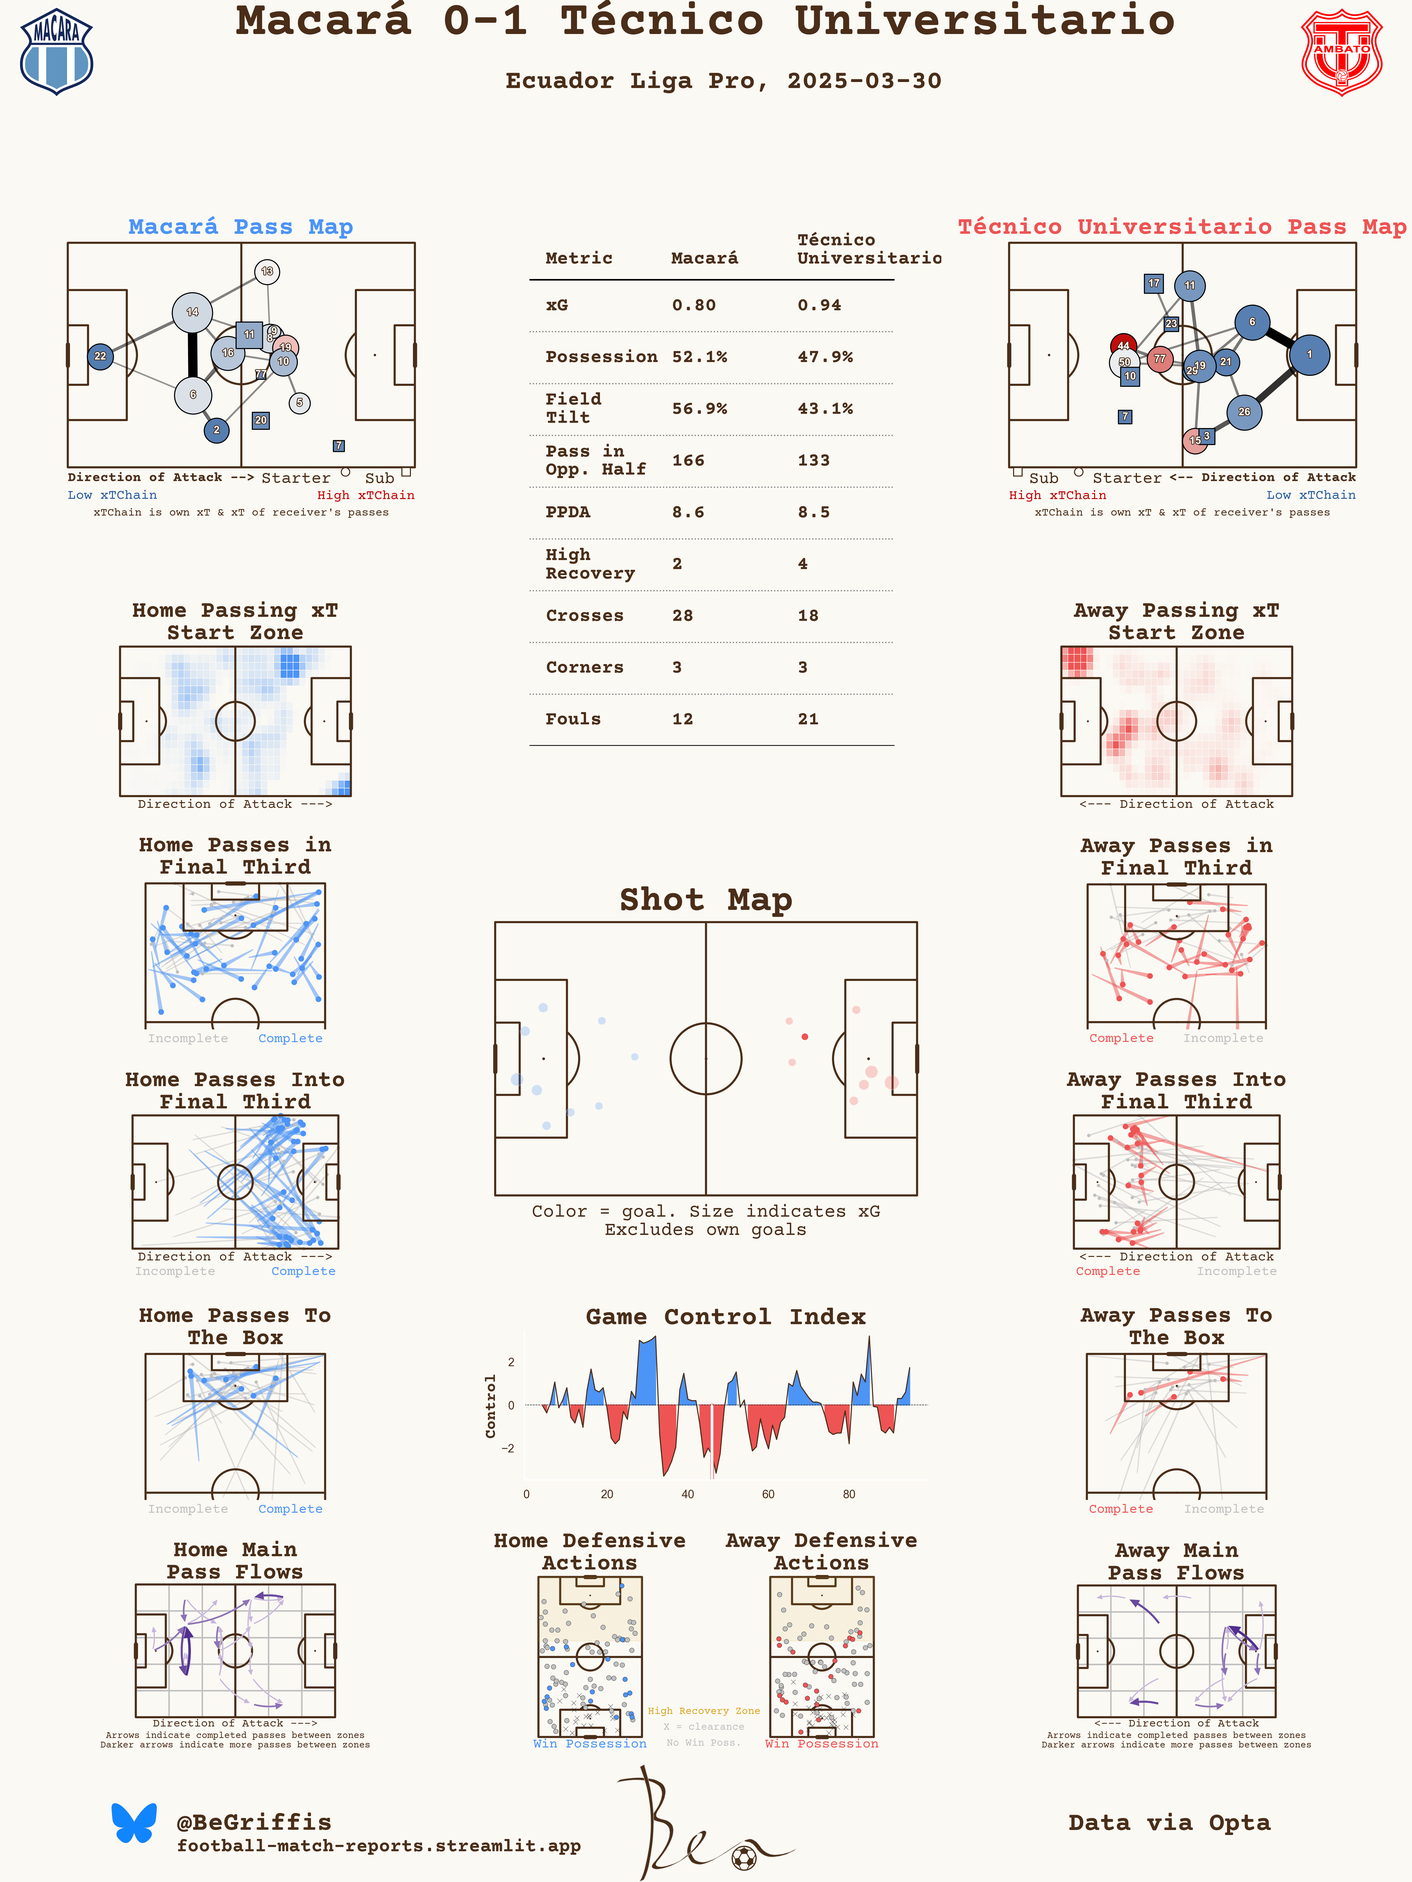 Macará 0-1 Técnico Universitario
Ecuador Liga Pro, 2025-03-30
MACARA
AMBATO
Macará Pass Map
13
14
11
9
8
19
16
10
22
77
6
5
2
20
7
Direction of Attack --> Starter Sub
Low xTChain High xTChain
xTChain is own xT & xT of receiver's passes
Metric Macará Técnico Universitario
xG 0.80 0.94
Possession 52.1% 47.9%
Field Tilt 56.9% 43.1%
Pass in Opp. Half 166 133
PPDA 8.6 8.5
High Recovery 2 4
Crosses 28 18
Corners 3 3
Fouls 12 21
Técnico Universitario Pass Map
17
11
23
6
44
50
77
1
10
29
19
21
7
26
15
3
Sub Starter <-- Direction of Attack
High xTChain Low xTChain
xTChain is own xT & xT of receiver's passes
Home Passing xT
Start Zone
Direction of Attack --->
Away Passing xT
Start Zone
<--- Direction of Attack
Home Passes in
Final Third
Incomplete Complete
Away Passes in
Final Third
Complete Incomplete
Shot Map
Color = goal. Size indicates xG
Excludes own goals
Home Passes Into
Final Third
Direction of Attack --->
Incomplete Complete
Away Passes Into
Final Third
<--- Direction of Attack
Complete Incomplete
Home Passes To
The Box
Incomplete Complete
Game Control Index
Control
2
0
−2
0 20 40 60 80
Away Passes To
The Box
Complete Incomplete
Home Main
Pass Flows
Direction of Attack --->
Arrows indicate completed passes between zones
Darker arrows indicate more passes between zones
Home Defensive
Actions
Win Possession
High Recovery Zone
X = clearance
No Win Poss.
Away Defensive
Actions
Win Possession
Away Main
Pass Flows
<--- Direction of Attack
Arrows indicate completed passes between zones
Darker arrows indicate more passes between zones
@BeGriffis
football-match-reports.streamlit.app
Ben
Data via Opta